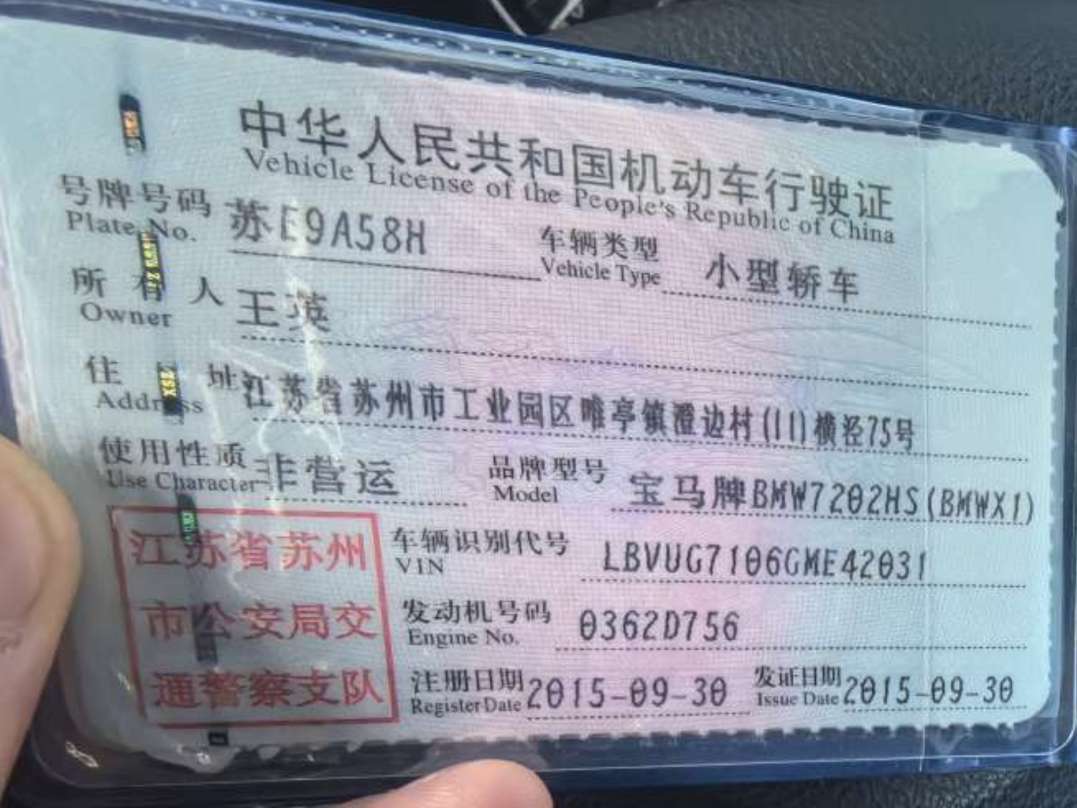 中华人民共和国机动车行驶证
Vehicle License of the People's Republic of China
号牌号码 苏E9A58H 车辆类型 小型轿车
Plate No. Vehicle Type
所有人 王英
Owner
住址 江苏省苏州市工业园区唯亭镇澄边村(11)横泾75号
Address
使用性质 非营运 品牌型号 宝马牌BMW7202HS(BMWX1)
Use Character Model
江苏省苏州 车辆识别代号 LBVUG7106GME42031
VIN
市公安局交 发动机号码 0362D756
Engine No.
通警察支队 注册日期 2015-09-30 发证日期 2015-09-30
Register Date Issue Date